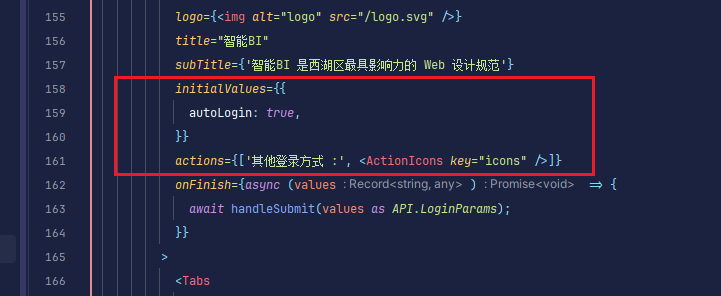 155 logo={<img alt="logo" src="/logo.svg" />}
156 title="智能BI"
157 subTitle={'智能BI 是西湖区最具影响力的 Web 设计规范'}
158 initialValues={{
159 autoLogin: true,
160 }}
161 actions={['其他登录方式 :', <ActionIcons key="icons" />]}
162 onFinish={async (values : Record<string, any> ) : Promise<void> => {
163 await handleSubmit(values as API.LoginParams);
164 }}
165 >
166 <Tabs